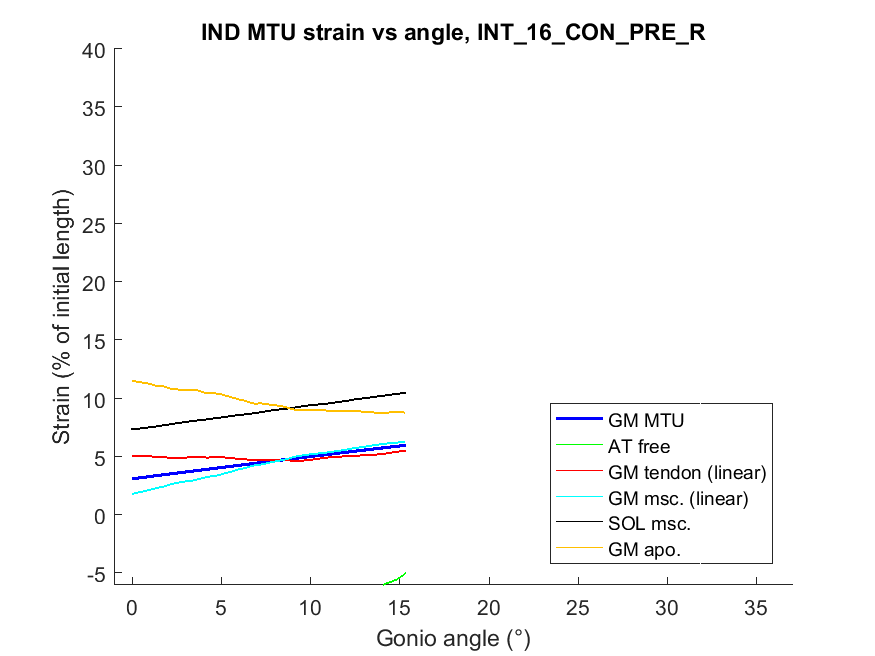 IND MTU strain vs angle, INT_16_CON_PRE_R
Strain (% of initial length)
40
35
30
25
20
15
10
5
0
-5
0 5 10 15 20 25 30 35
Gonio angle (°)
GM MTU
AT free
GM tendon (linear)
GM msc. (linear)
SOL msc.
GM apo.